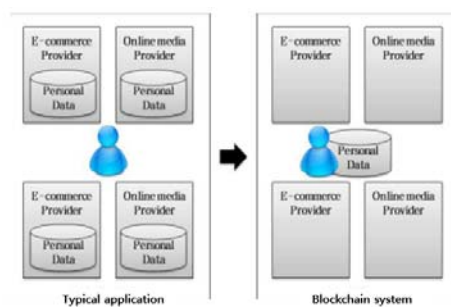 E-commerce
Provider
Personal
Data
Online media
Provider
Personal
Data
E-commerce
Provider
Personal
Data
Online media
Provider
Personal
Data
Typical application
E-commerce
Provider
Online media
Provider
Personal
Data
E-commerce
Provider
Online media
Provider
Blockchain system